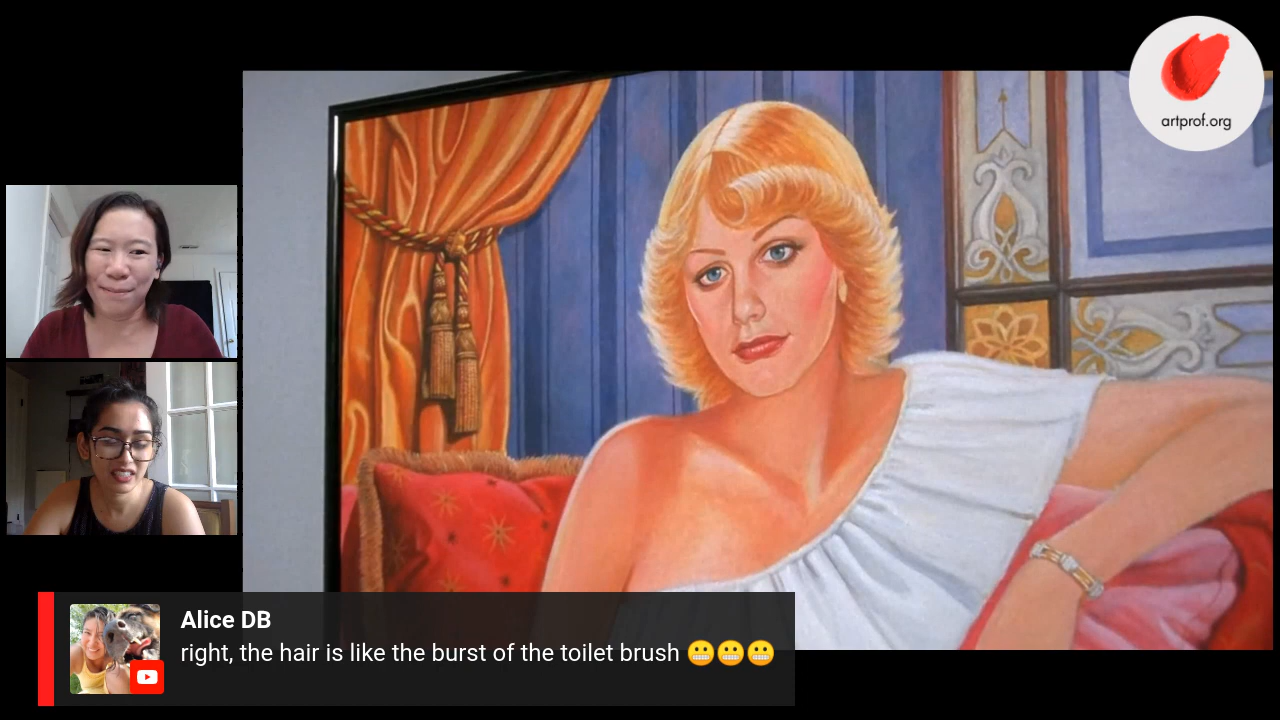 artprof.org
Alice DB
right, the hair is like the burst of the toilet brush 😬😬😬